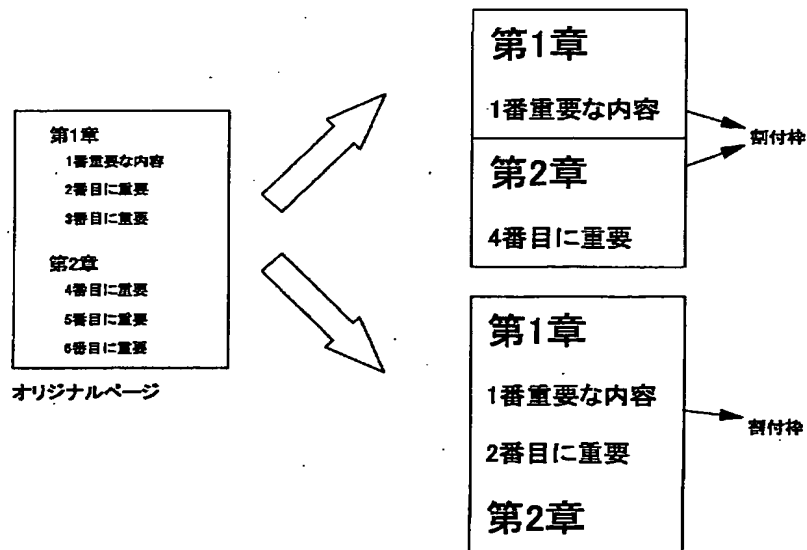 第1章
1番重要な内容
2番目に重要
3番目に重要
第2章
4番目に重要
5番目に重要
6番目に重要
オリジナルページ
第1章
1番重要な内容
第2章
4番目に重要
割付枠
第1章
1番重要な内容
2番目に重要
第2章
割付枠